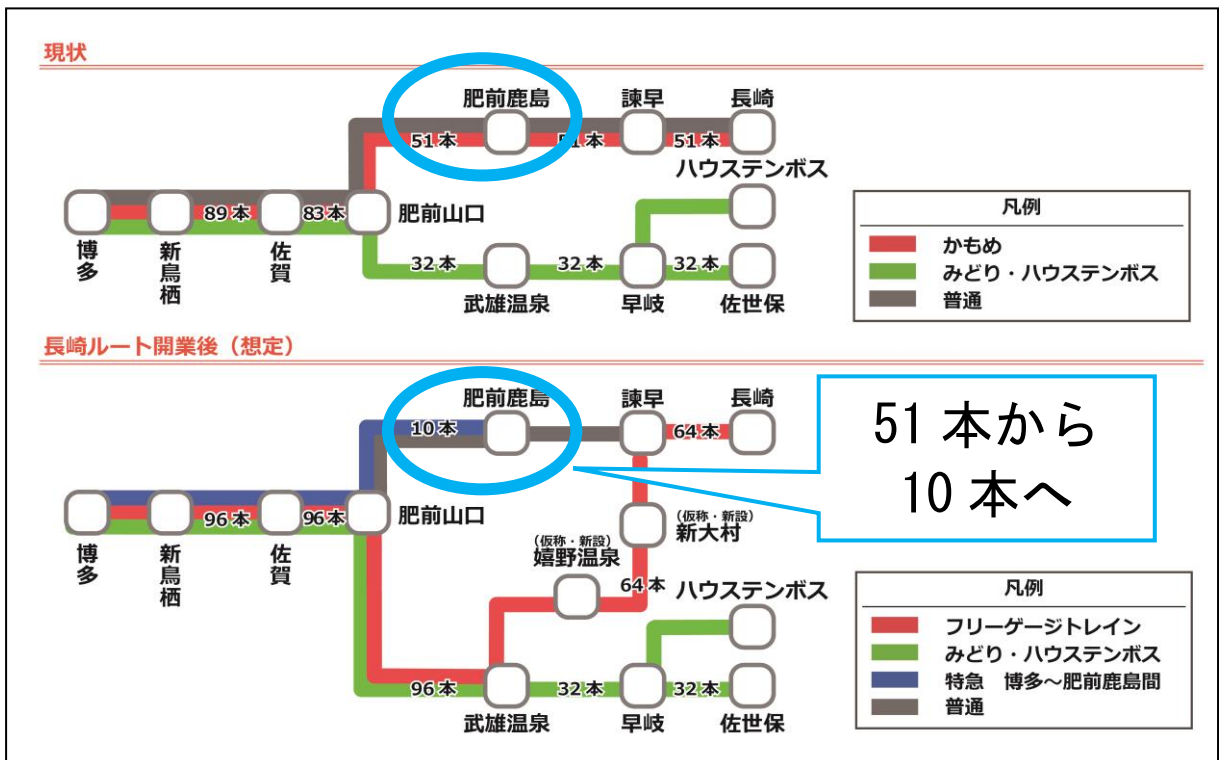 現状
肥前鹿島
諫早
長崎
51本
51本
51本
ハウステンボス
89本
83本
肥前山口
博多
新鳥栖
佐賀
32本
32本
32本
武雄温泉
早岐
佐世保
凡例
かもめ
みどり・ハウステンボス
普通
長崎ルート開業後（想定）
肥前鹿島
諫早
長崎
10本
64本
51本から
10本へ
96本
96本
肥前山口
博多
新鳥栖
佐賀
（仮称・新設）
新大村
（仮称・新設）
嬉野温泉
64本
ハウステンボス
96本
32本
32本
武雄温泉
早岐
佐世保
凡例
フリーゲージトレイン
みどり・ハウステンボス
特急　博多～肥前鹿島間
普通